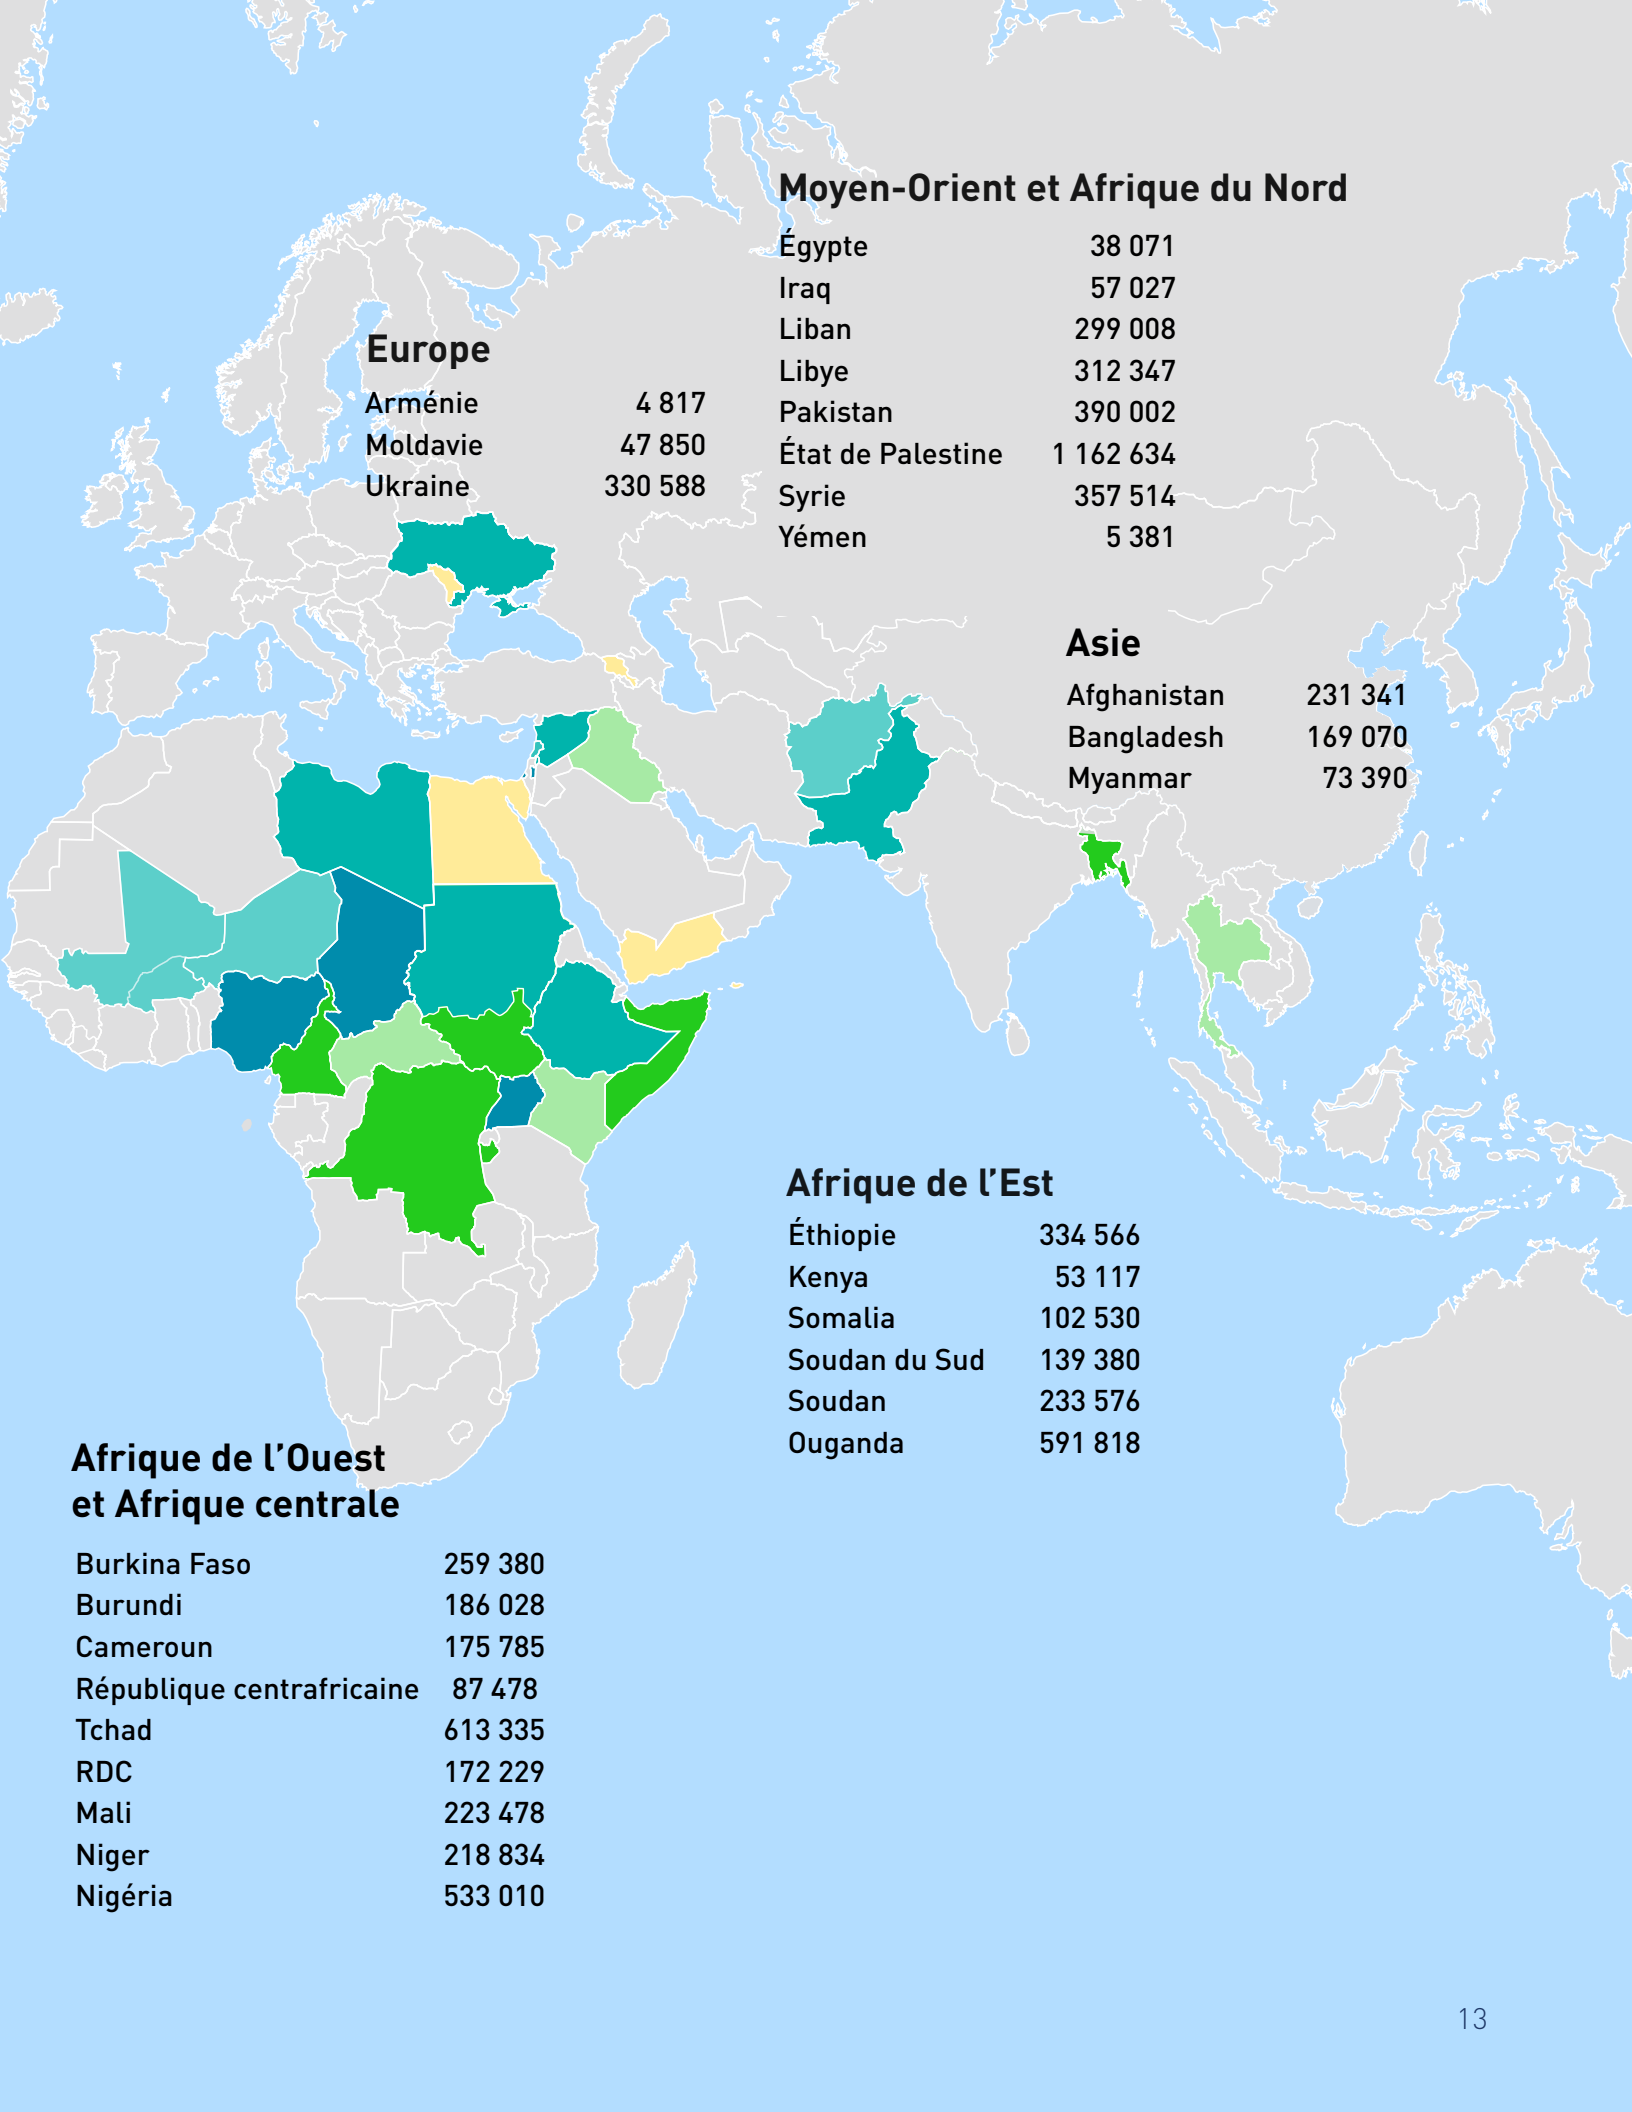 Moyen-Orient et Afrique du Nord
Égypte 38 071
Iraq 57 027
Liban 299 008
Libye 312 347
Pakistan 390 002
État de Palestine 1 162 634
Syrie 357 514
Yémen 5 381
Europe
Arménie 4 817
Moldavie 47 850
Ukraine 330 588
Asie
Afghanistan 231 341
Bangladesh 169 070
Myanmar 73 390
Afrique de l’Est
Éthiopie 334 566
Kenya 53 117
Somalia 102 530
Soudan du Sud 139 380
Soudan 233 576
Ouganda 591 818
Afrique de l’Ouest
et Afrique centrale
Burkina Faso 259 380
Burundi 186 028
Cameroun 175 785
République centrafricaine 87 478
Tchad 613 335
RDC 172 229
Mali 223 478
Niger 218 834
Nigéria 533 010
13